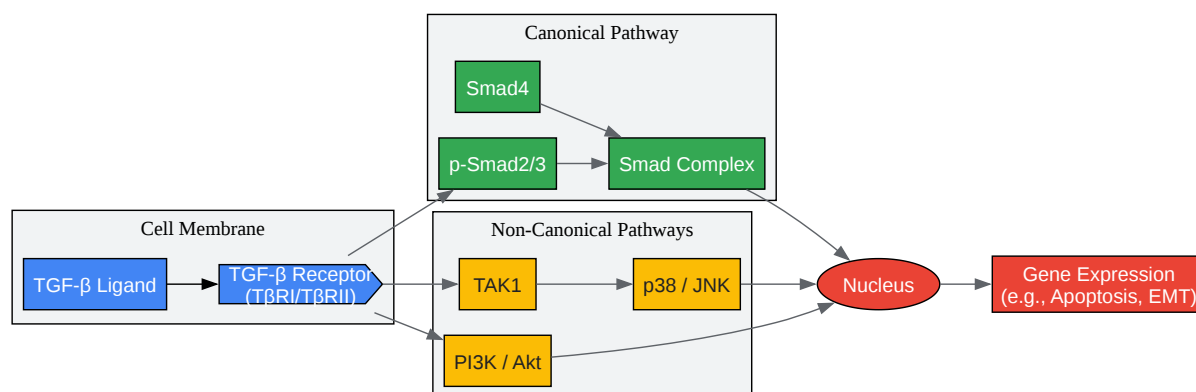 Canonical Pathway
Smad4
p-Smad2/3
Smad Complex
Cell Membrane
TGF-β Ligand
TGF-β Receptor
(TβRI/TβRII)
Non-Canonical Pathways
TAK1
p38 / JNK
PI3K / Akt
Nucleus
Gene Expression
(e.g., Apoptosis, EMT)